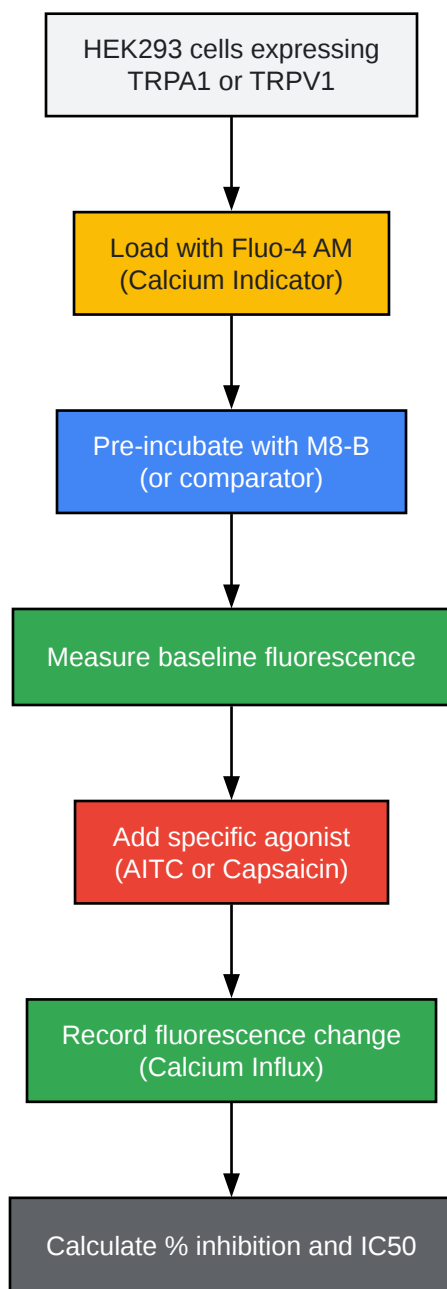 HEK293 cells expressing
TRPA1 or TRPV1
Load with Fluo-4 AM
(Calcium Indicator)
Pre-incubate with M8-B
(or comparator)
Measure baseline fluorescence
Add specific agonist
(AITC or Capsaicin)
Record fluorescence change
(Calcium Influx)
Calculate % inhibition and IC50